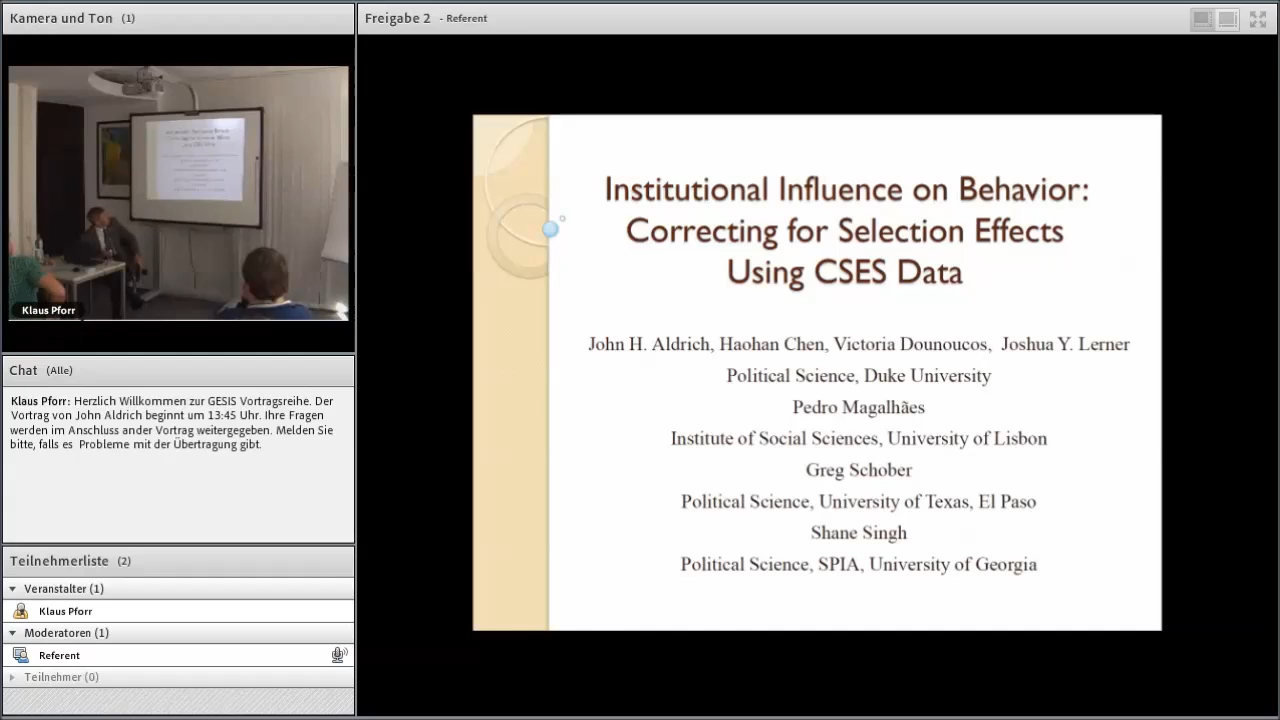 Kamera und Ton (1)
Klaus Pforr
Chat (Alle)
Klaus Pforr: Herzlich Willkommen zur GESIS Vortragsreihe. Der
Vortrag von John Aldrich beginnt um 13:45 Uhr. Ihre Fragen
werden im Anschluss ander Vortrag weitergegeben. Melden Sie
bitte, falls es Probleme mit der Übertragung gibt.
Teilnehmerliste (2)
Veranstalter (1)
Klaus Pforr
Moderatoren (1)
Referent
Teilnehmer (0)
Freigabe 2 - Referent
Institutional Influence on Behavior:
Correcting for Selection Effects
Using CSES Data
John H. Aldrich, Haohan Chen, Victoria Dounoucos, Joshua Y. Lerner
Political Science, Duke University
Pedro Magalhães
Institute of Social Sciences, University of Lisbon
Greg Schober
Political Science, University of Texas, El Paso
Shane Singh
Political Science, SPIA, University of Georgia